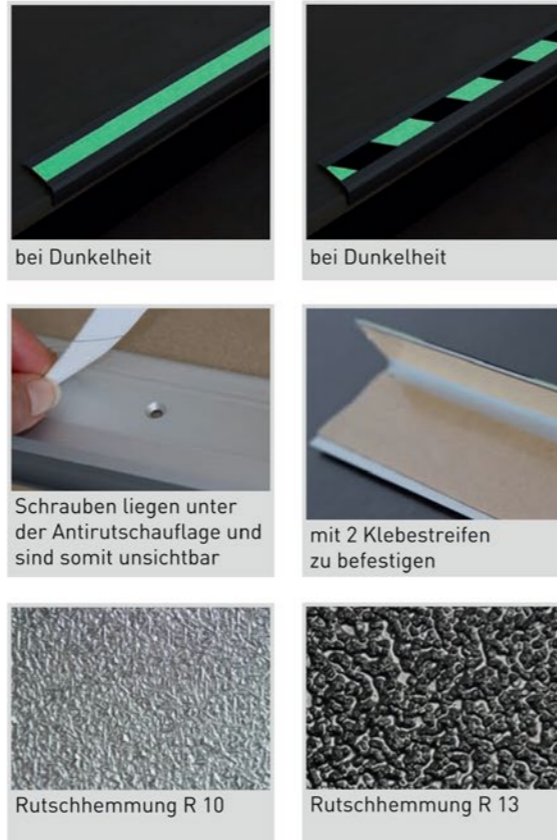 bei Dunkelheit
bei Dunkelheit
Schrauben liegen unter
der Antirutschauflage und
sind somit unsichtbar
mit 2 Klebestreifen
zu befestigen
Rutschhemmung R 10
Rutschhemmung R 13